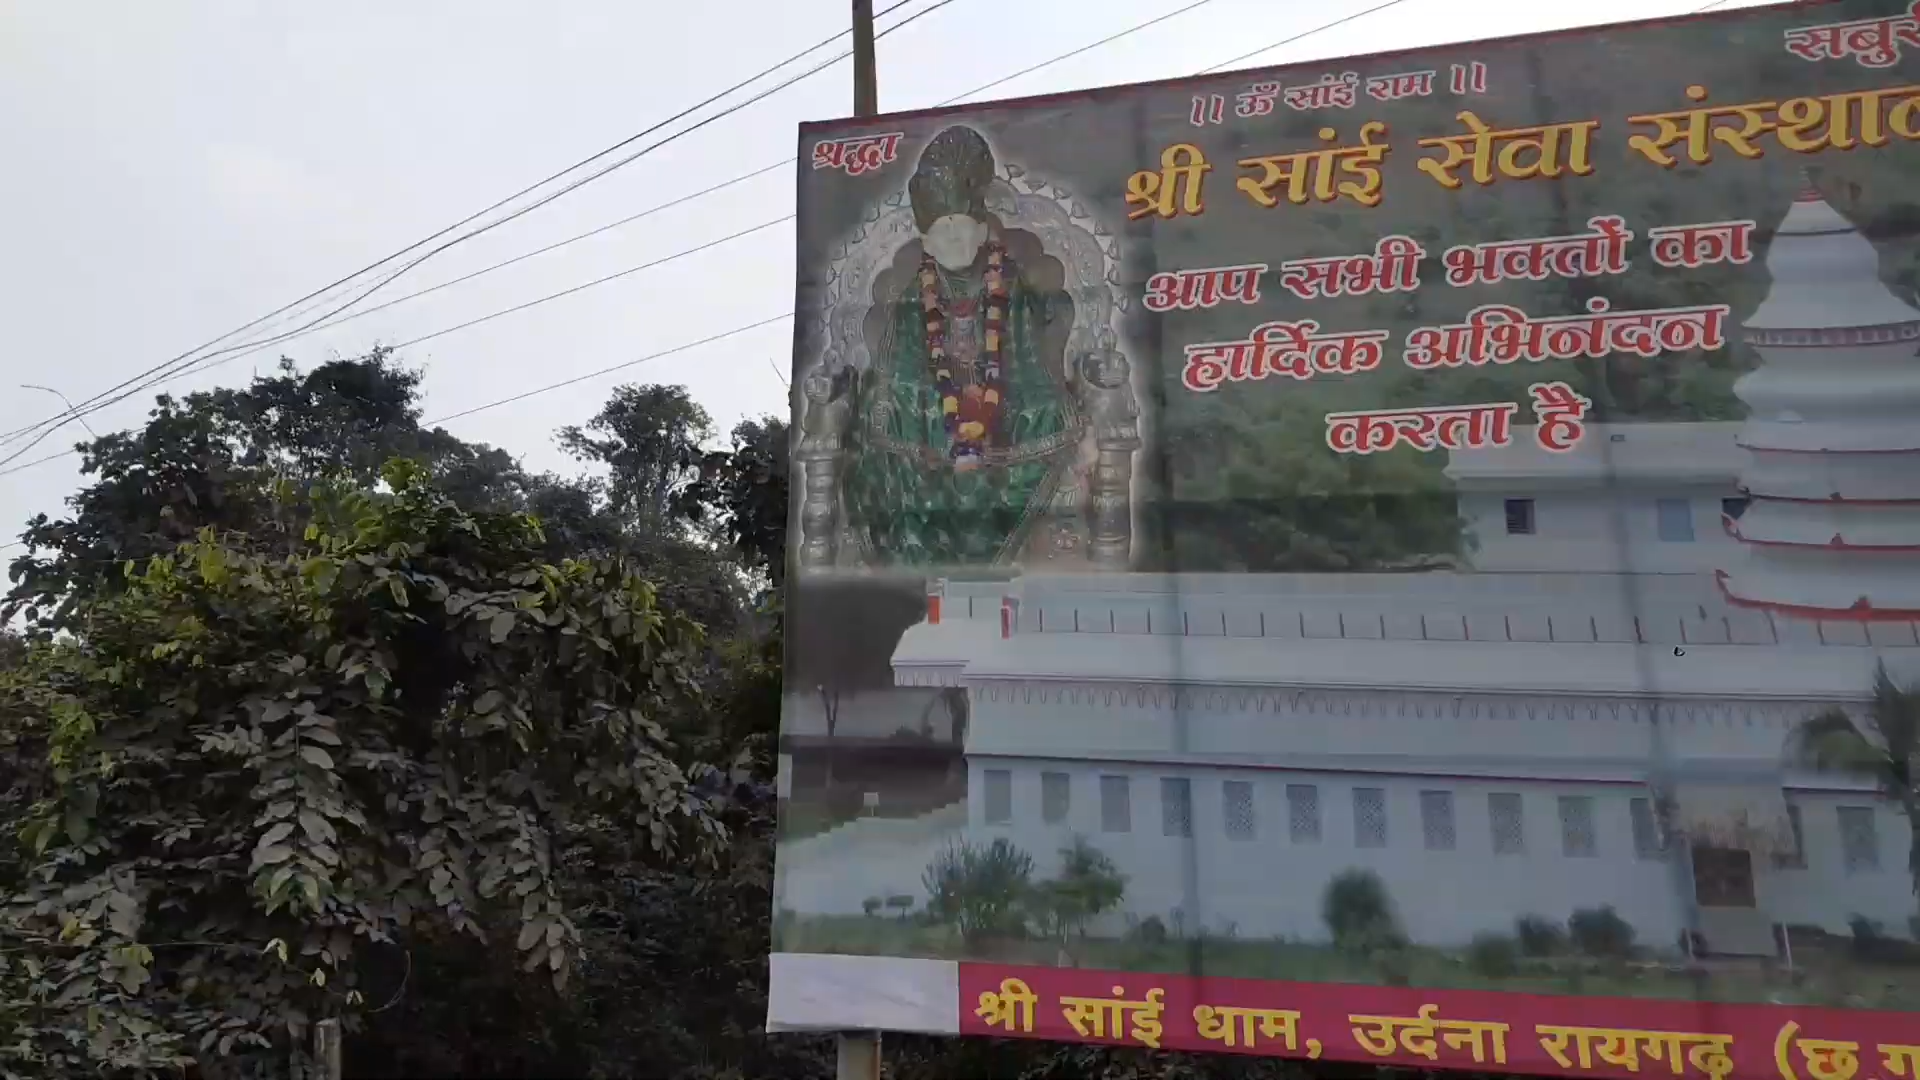 सबुरी
।। ॐ सांई राम ।।
श्रद्धा
श्री सांई सेवा संस्थान
आप सभी भक्तों का
हार्दिक अभिनंदन
करता है
श्री सांई धाम, उर्दना रायगढ़ (छ ग